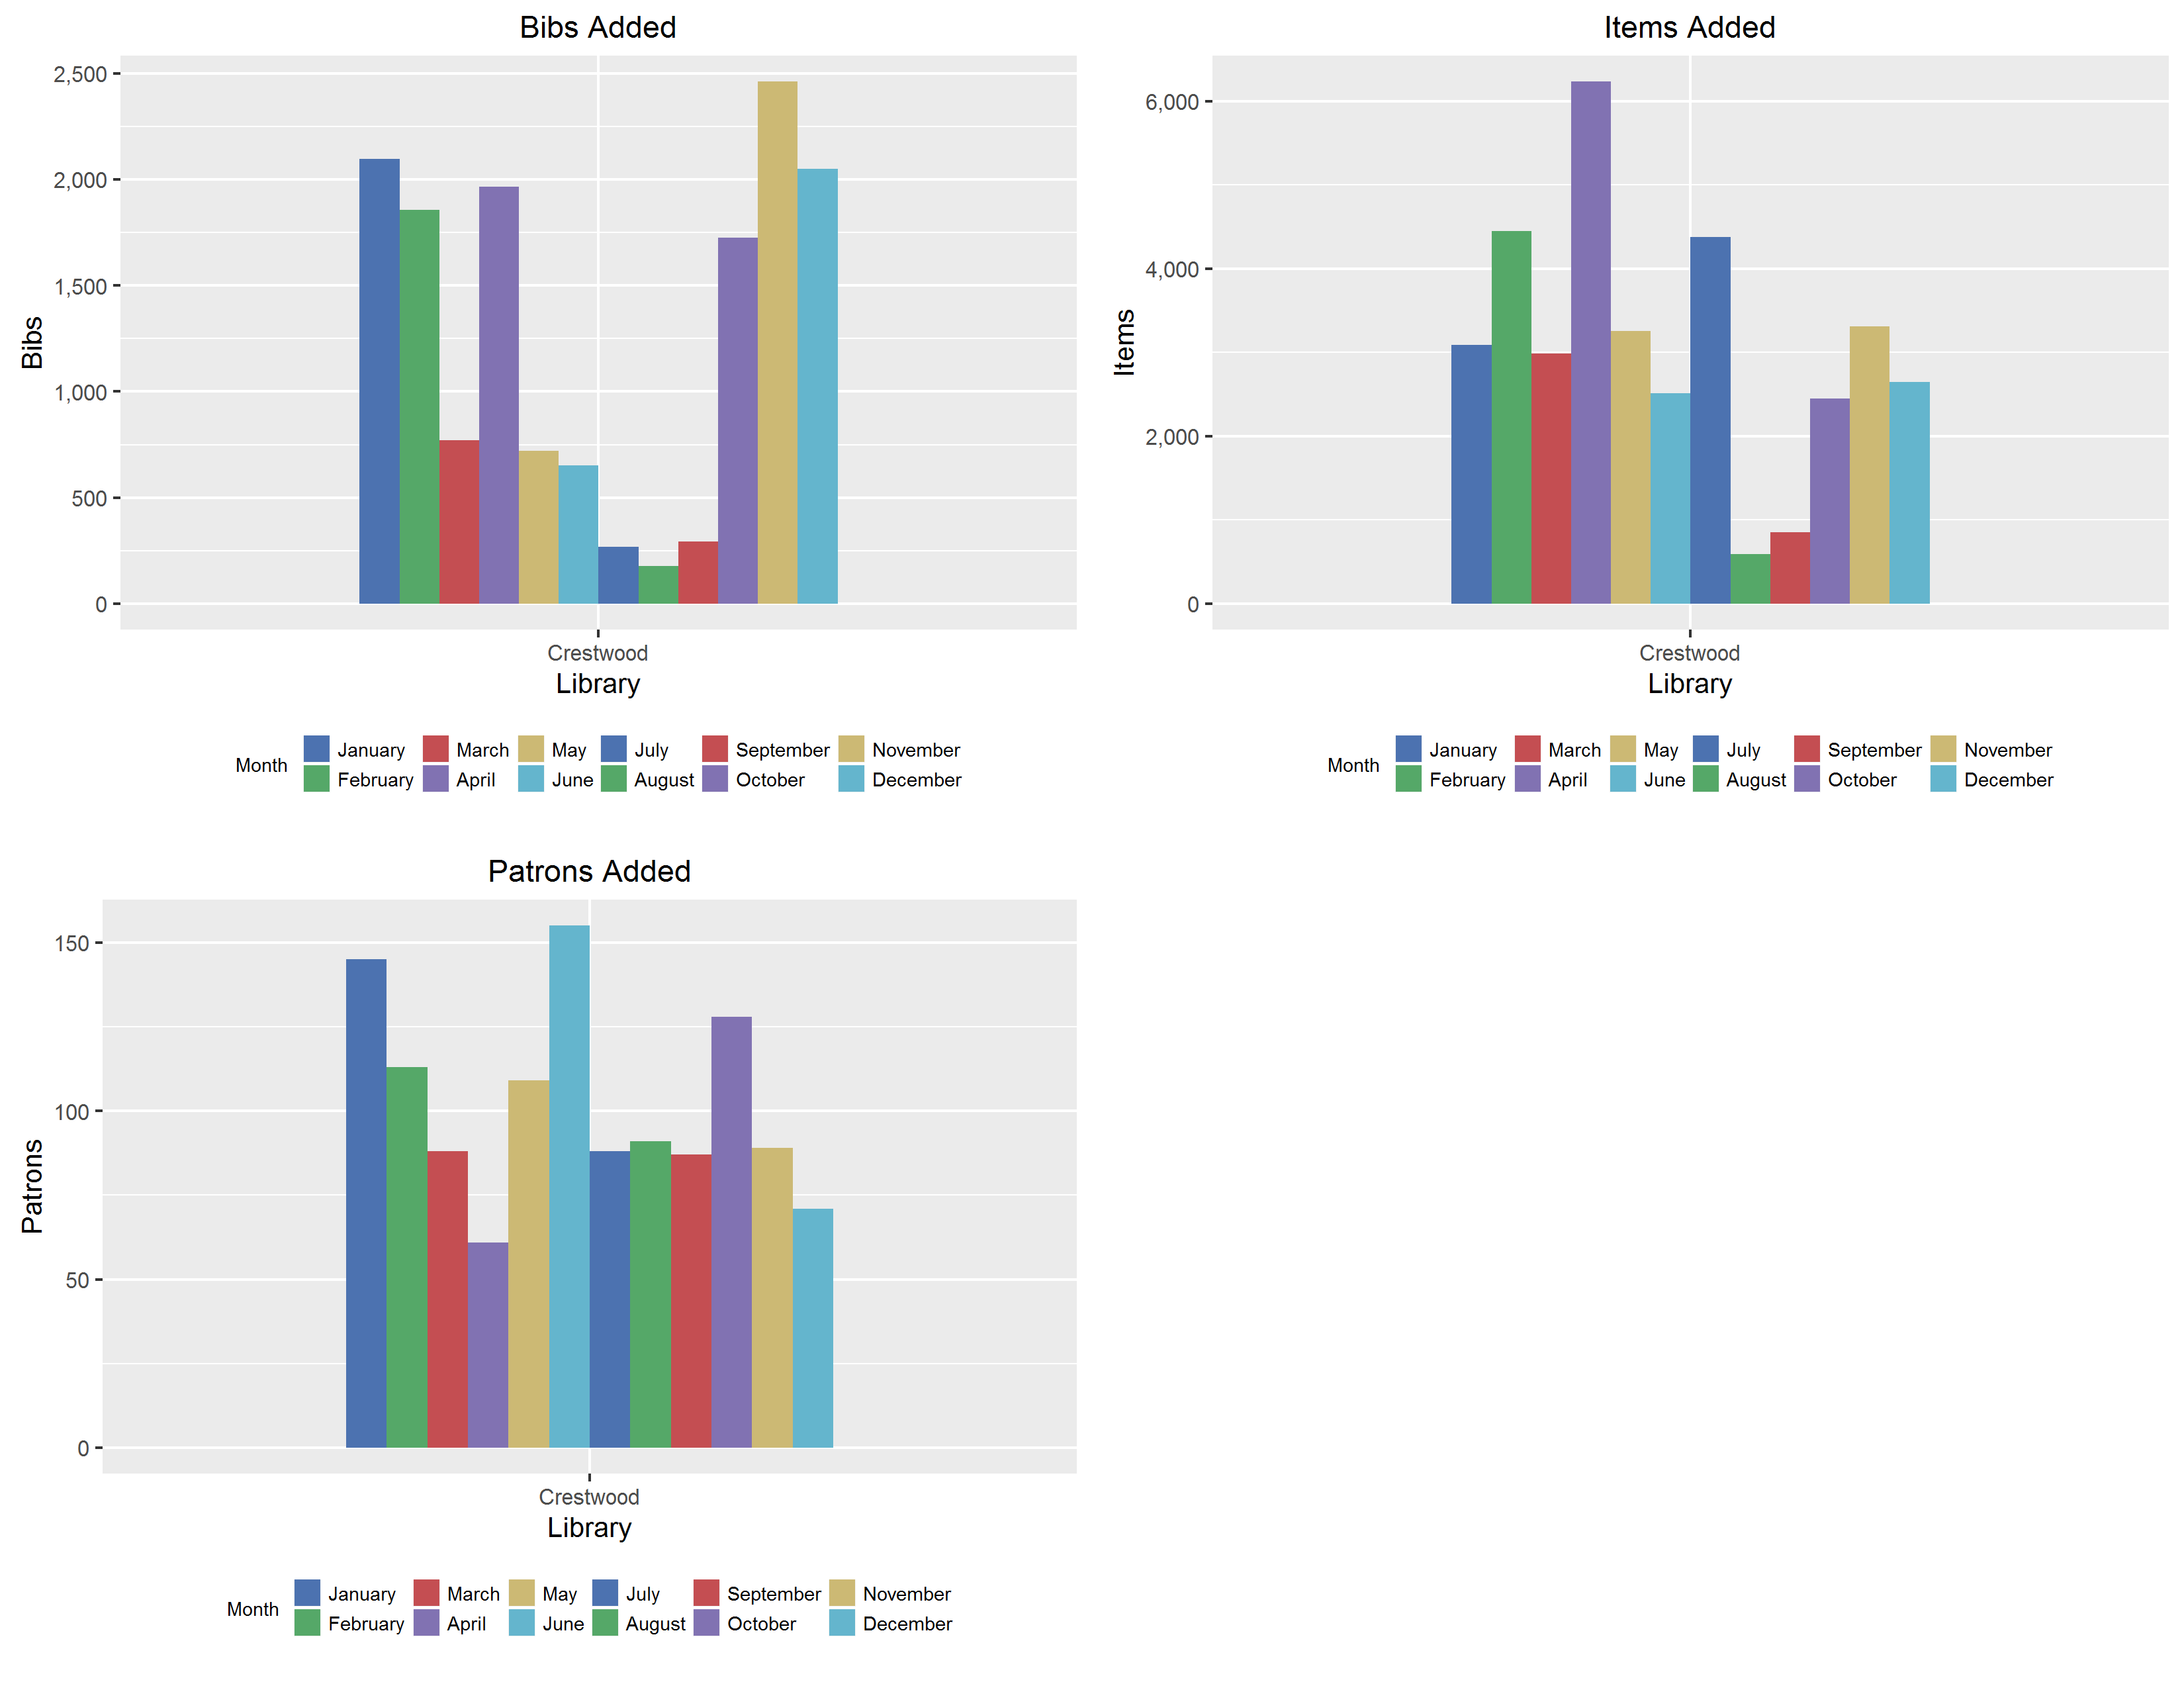 Bibs Added
2,500
2,000
1,500
1,000
500
0
Bibs
Crestwood
Library
Month
January March May July September November
February April June August October December
Items Added
6,000
4,000
2,000
0
Items
Crestwood
Library
Month
January March May July September November
February April June August October December
Patrons Added
150
100
50
0
Patrons
Crestwood
Library
Month
January March May July September November
February April June August October December